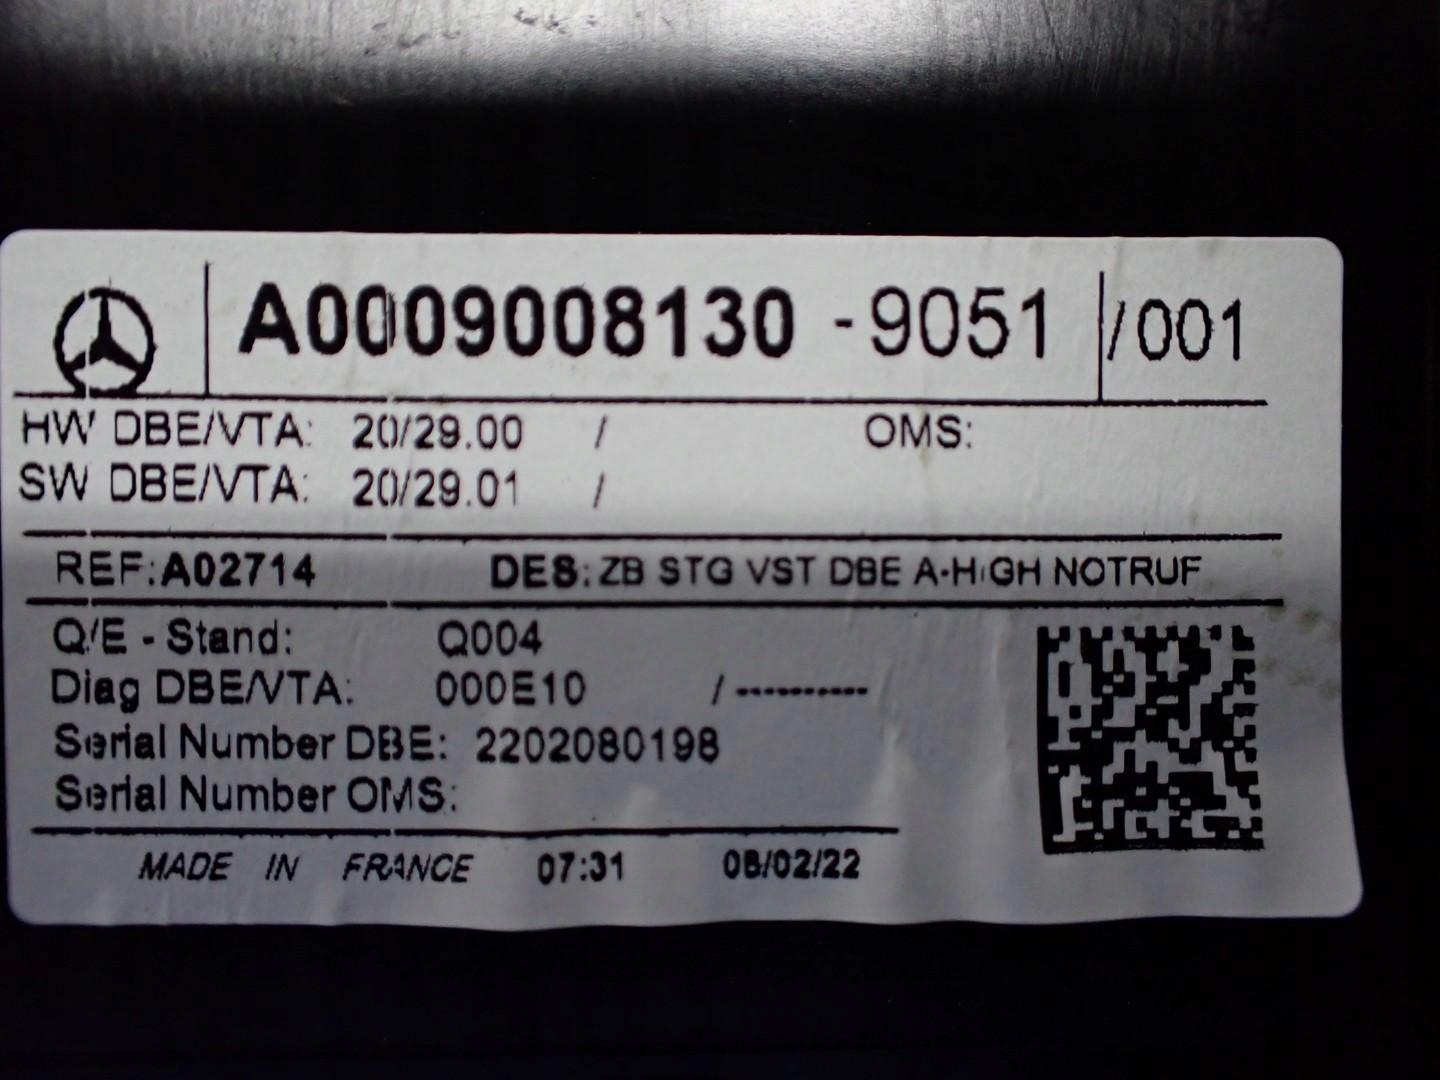 A0009008130 -9051 /001
HW DBE/VTA: 20/29.00 / OMS:
SW DBE/VTA: 20/29.01 /
REF:A02714 DES: ZB STG VST DBE A-HIGH NOTRUF
Q/E - Stand: Q004
Diag DBE/VTA: 000E10 /----------
Serial Number DBE: 2202080198
Serial Number OMS:
MADE IN FRANCE 07:31 08/02/22